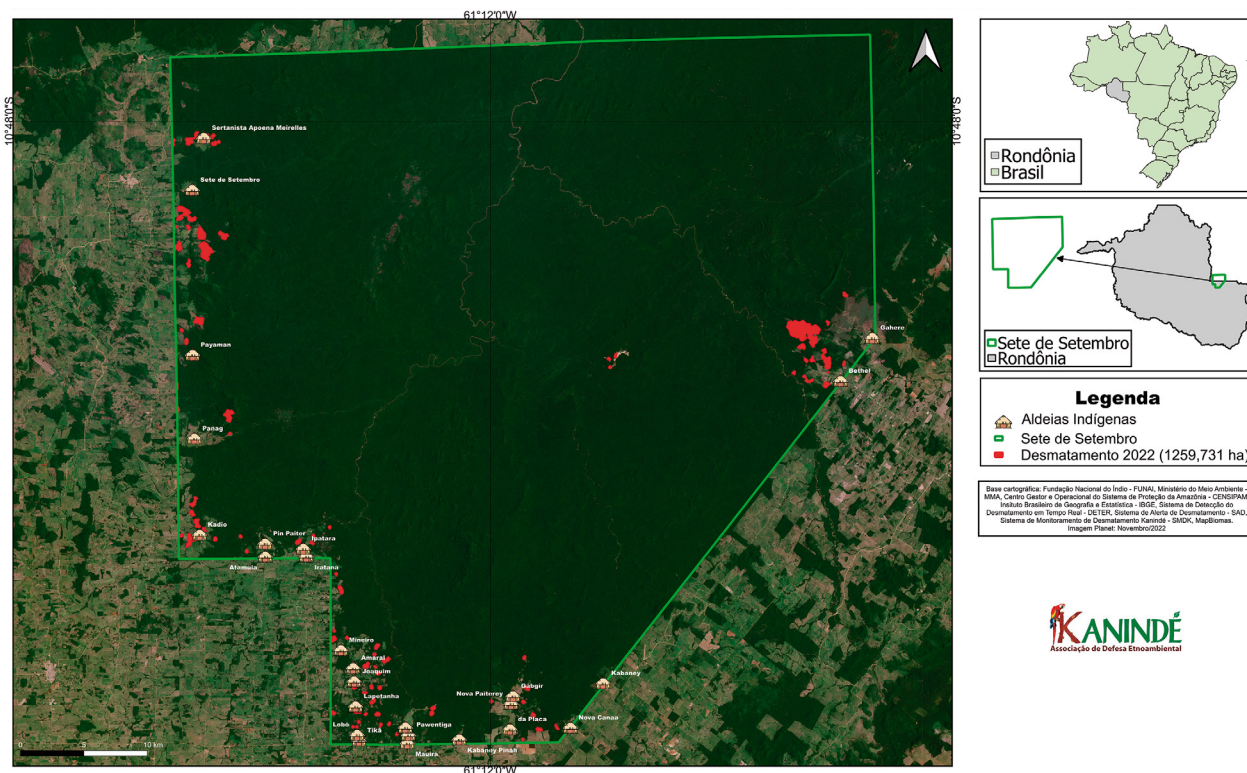 61°12'0"W
10°48'0"S
10°48'0"S
Sertanista Apoena Meirelles
Sete de Setembro
Payaman
Panag
Kadio
Pin Paiter
Ipatara
Atamuia
Iratana
Gahere
Bethel
Mineiro
Amaral
Joaquim
Lapetanha
Lobó
Tikã
Pawentiga
Mauira
Kabaney Pinah
Nova Paiterey
Gãbgir
da Placa
Kabaney
Nova Canaa
0 5 10 km
61°12'0"W
Rondônia
Brasil
Sete de Setembro
Rondônia
Legenda
Aldeias Indígenas
Sete de Setembro
Desmatamento 2022 (1259,731 ha)
Base cartográfica: Fundação Nacional do Índio - FUNAI, Ministério do Meio Ambiente -
MMA, Centro Gestor e Operacional do Sistema de Proteção da Amazônia - CENSIPAM,
Insituto Brasileiro de Geografia e Estatística - IBGE, Sistema de Detecção do
Desmatamento em Tempo Real - DETER, Sistema de Alerta de Desmatamento - SAD,
Sistema de Monitoramento de Desmatamento Kanindé - SMDK, MapBiomas.
Imagem Planet: Novembro/2022
KANINDÉ
Associação de Defesa Etnoambiental